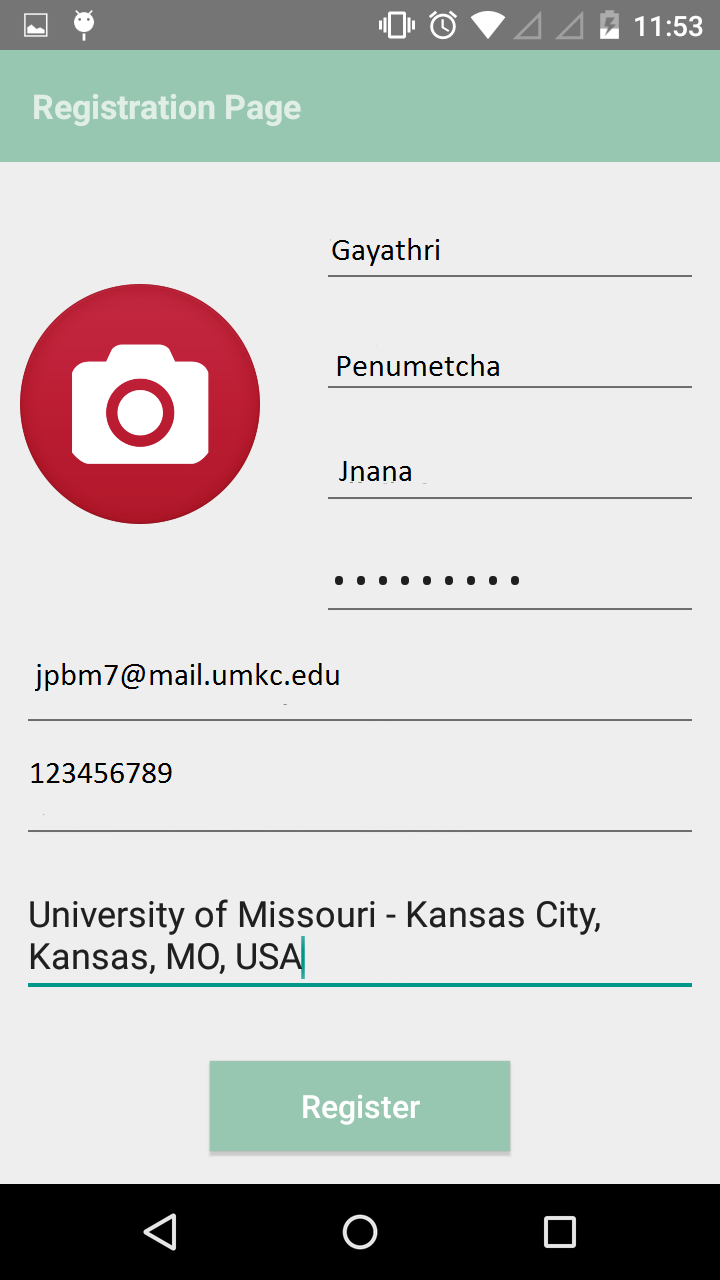 11:53
Registration Page
Gayathri
Penumetcha
Jnana
•••••••••
jpbm7@mail.umkc.edu
123456789
University of Missouri - Kansas City,
Kansas, MO, USA
Register